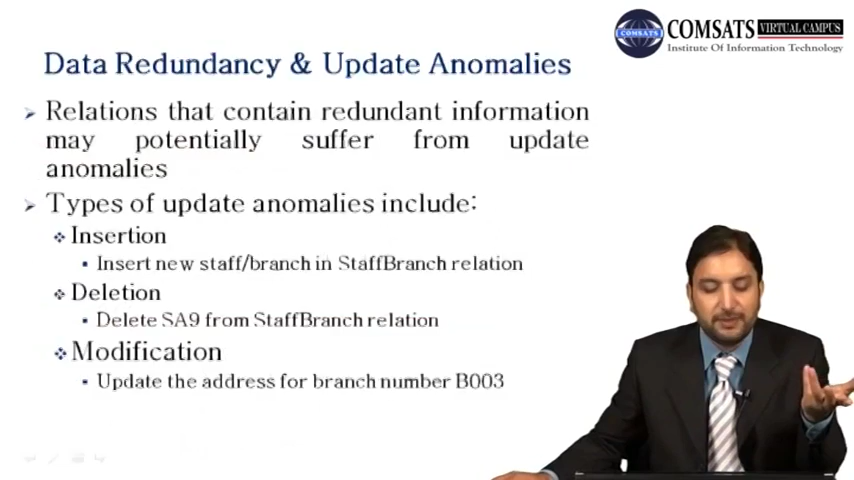 COMSATS VIRTUAL CAMPUS
COMSATS
Institute Of Information Technology
Data Redundancy & Update Anomalies
Relations that contain redundant information
may potentially suffer from update
anomalies
Types of update anomalies include:
Insertion
Insert new staff/branch in StaffBranch relation
Deletion
Delete SA9 from StaffBranch relation
Modification
Update the address for branch number B003